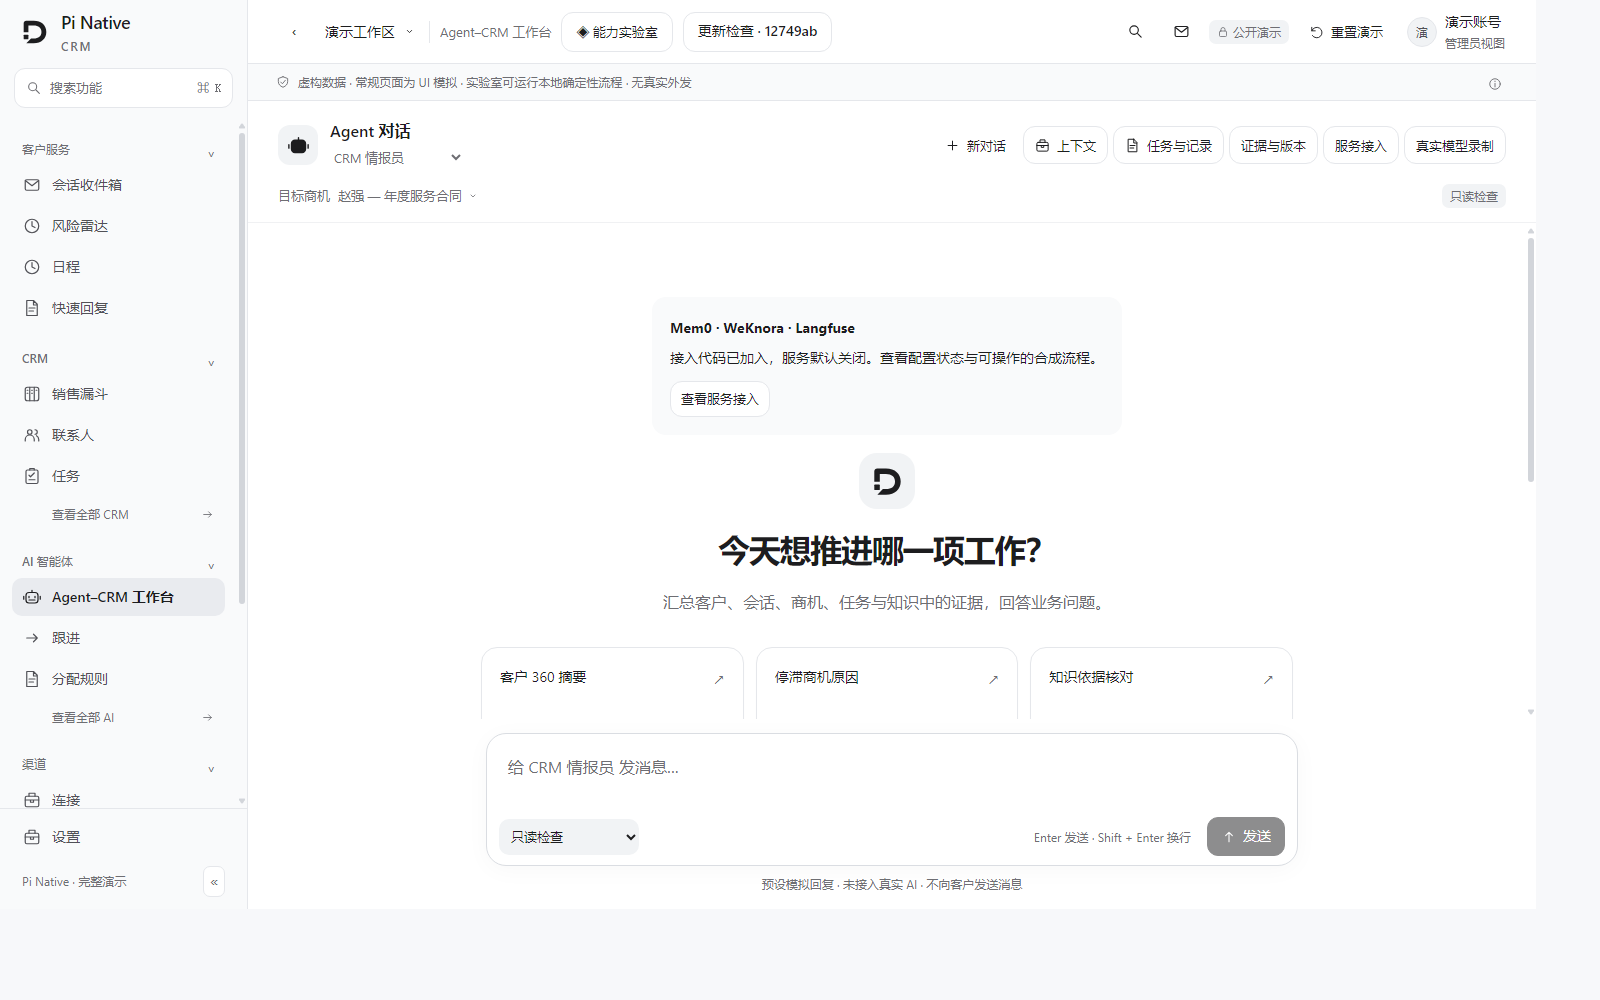 Pi Native
CRM
搜索功能 ⌘ K
客户服务
会话收件箱
风险雷达
日程
快速回复
CRM
销售漏斗
联系人
任务
查看全部 CRM →
AI 智能体
Agent–CRM 工作台
跟进
分配规则
查看全部 AI →
渠道
连接
设置
Pi Native · 完整演示 «
‹ 演示工作区 Agent–CRM 工作台 ◈ 能力实验室 更新检查 · 12749ab
公开演示 重置演示 演 演示账号
管理员视图
虚构数据 · 常规页面为 UI 模拟 · 实验室可运行本地确定性流程 · 无真实外发
Agent 对话
CRM 情报员
新对话 上下文 任务与记录 证据与版本 服务接入 真实模型录制
目标商机 赵强 — 年度服务合同
只读检查
Mem0 · WeKnora · Langfuse
接入代码已加入，服务默认关闭。查看配置状态与可操作的合成流程。
查看服务接入
今天想推进哪一项工作？
汇总客户、会话、商机、任务与知识中的证据，回答业务问题。
客户 360 摘要 ↗
停滞商机原因 ↗
知识依据核对 ↗
给 CRM 情报员 发消息...
只读检查
Enter 发送 · Shift + Enter 换行
↑ 发送
预设模拟回复 · 未接入真实 AI · 不向客户发送消息